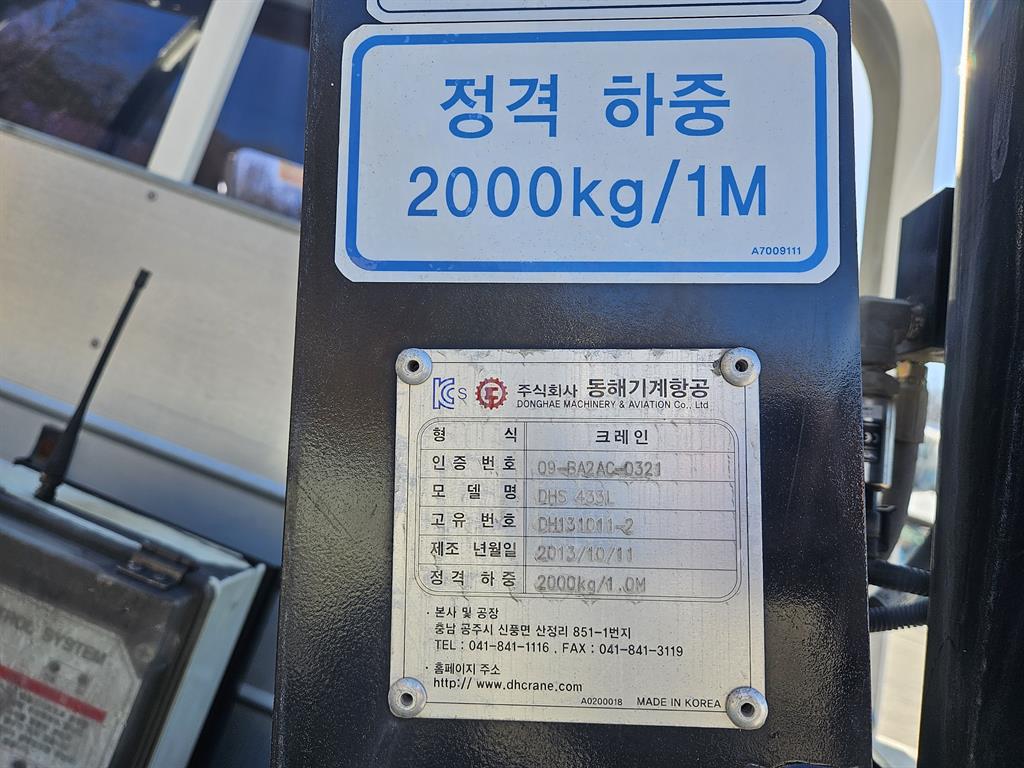 정격 하중
2000kg/1M
A7009111
KCs 주식회사 동해기계항공
DONGHAE MACHINERY & AVIATION Co., Ltd
형 식 크레인
인증 번호 09-BA2AC-0321
모 델 명 DHS 433L
고유 번호 DH131011-2
제조 년월일 2013/10/11
정격 하중 2000kg/1.0M
· 본사 및 공장
충남 공주시 신풍면 산정리 851-1번지
TEL : 041-841-1116 , FAX : 041-841-3119
· 홈페이지 주소
http:// www.dhcrane.com
A0200018 MADE IN KOREA
SYSTEM